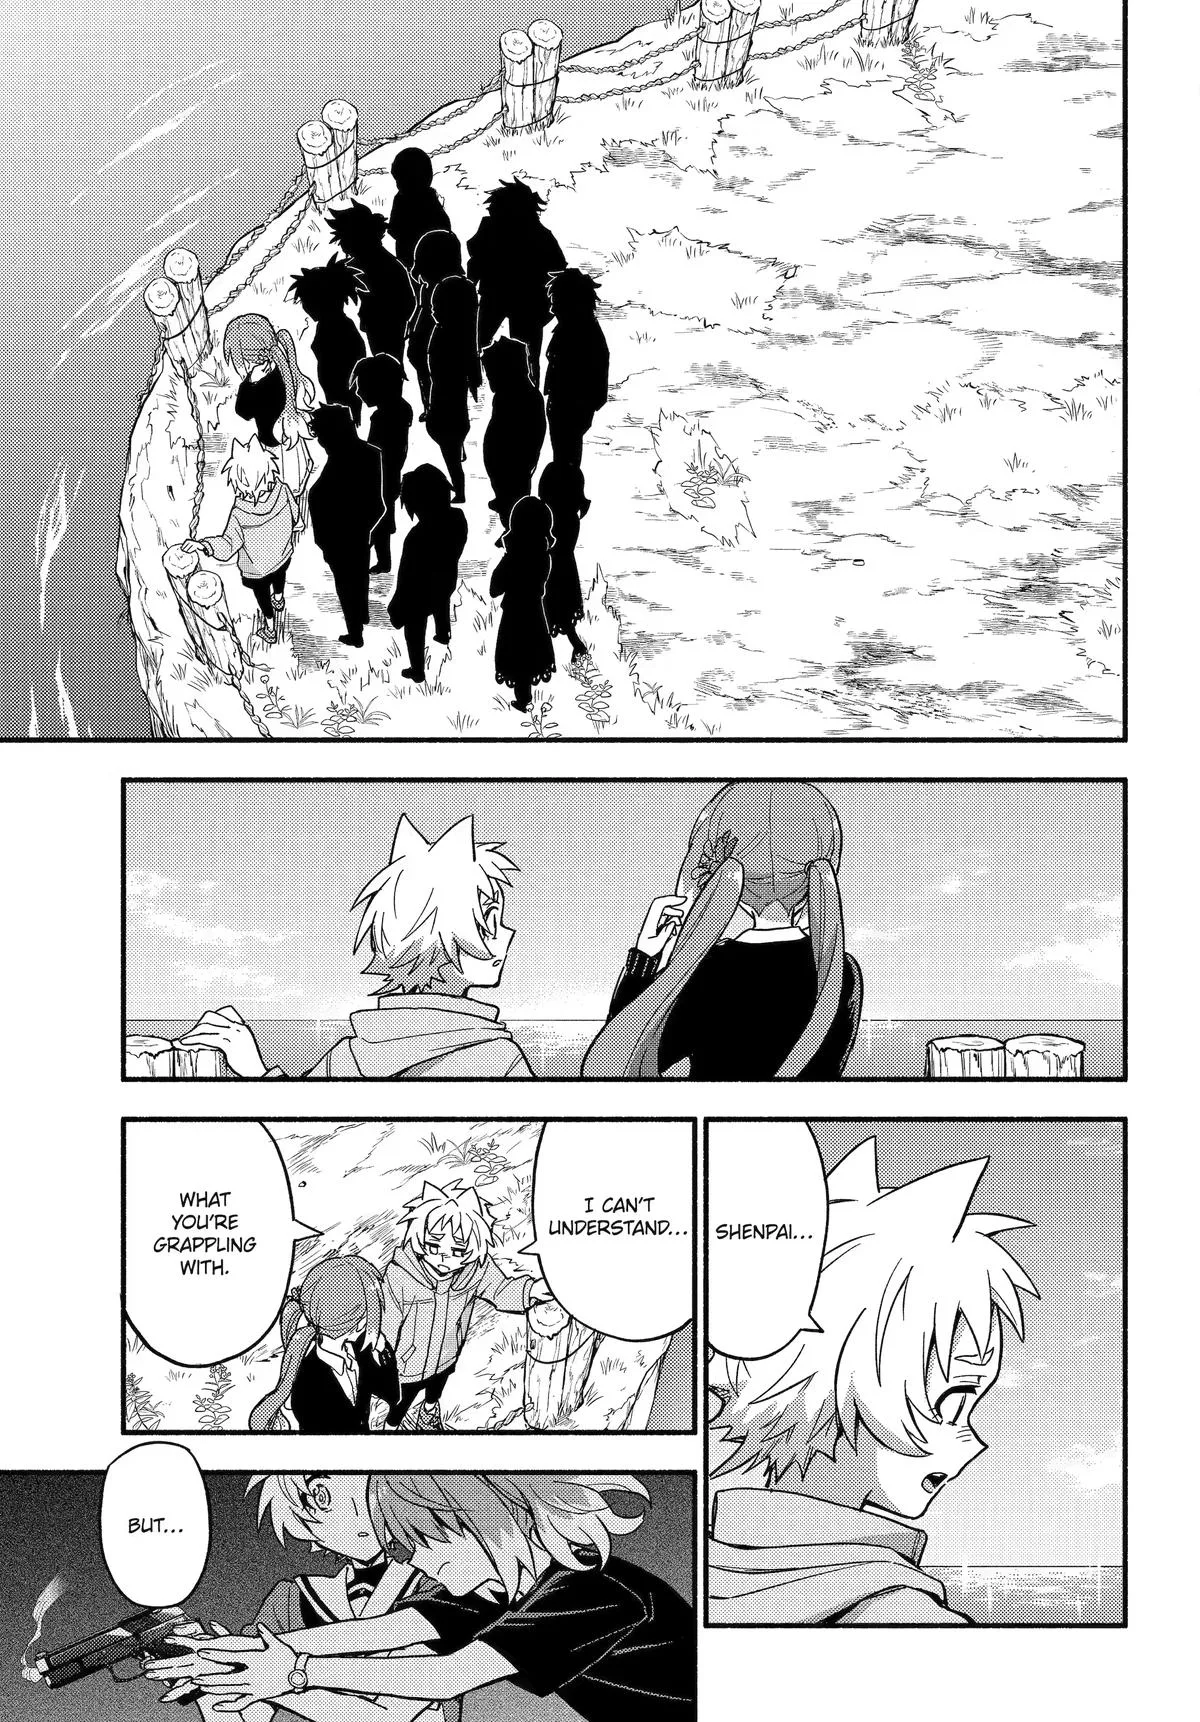 SHENPAI...
I CAN'T
UNDERSTAND...
WHAT
YOU'RE
GRAPPLING
WITH.
BUT...